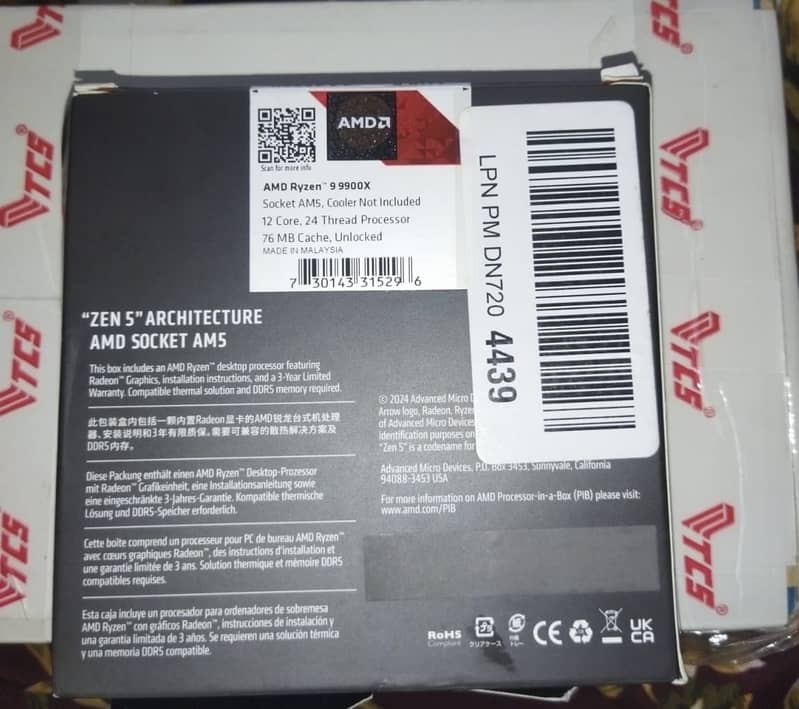 TCS
TCS
TCS
TCS
TCS
TCS
TCS
TCS
Scan for more info
AMD
AMD Ryzen™ 9 9900X
Socket AM5, Cooler Not Included
12 Core, 24 Thread Processor
76 MB Cache, Unlocked
MADE IN MALAYSIA
7 30143 31529 6
LPN PM DN720 4439
“ZEN 5” ARCHITECTURE
AMD SOCKET AM5
This box includes an AMD Ryzen™ desktop processor featuring
Radeon™ Graphics, installation instructions, and a 3-Year Limited
Warranty. Compatible thermal solution and DDR5 memory required.
此包装盒内包括一颗内置Radeon显卡的AMD锐龙台式机处理
器、安装说明和3年有限质保。需要可兼容的散热解决方案及
DDR5内存。
Diese Packung enthält einen AMD Ryzen™ Desktop-Prozessor
mit Radeon™ Grafikeinheit, eine Installationsanleitung sowie
eine eingeschränkte 3-Jahres-Garantie. Kompatible thermische
Lösung und DDR5-Speicher erforderlich.
Cette boîte comprend un processeur pour PC de bureau AMD Ryzen™
avec cœurs graphiques Radeon™, des instructions d'installation et
une garantie limitée de 3 ans. Solution thermique et mémoire DDR5
compatibles requises.
Esta caja incluye un procesador para ordenadores de sobremesa
AMD Ryzen™ con gráficos Radeon™, instrucciones de instalación y
una garantía limitada de 3 años. Se requieren una solución térmica
y una memoria DDR5 compatible.
© 2024 Advanced Micro D
Arrow logo, Radeon, Ryze
of Advanced Micro Device
identification purposes on
“Zen 5” is a codename for
Advanced Micro Devices, P.O. Box 3453, Sunnyvale, California
94088-3453 USA
For more information on AMD Processor-in-a-Box (PIB) please visit:
www.amd.com/PIB
RoHS
Compliant
クリアケース
CE
UK
CA